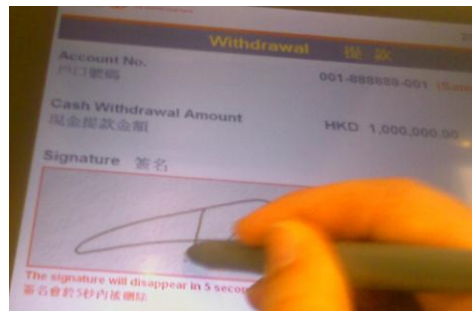 Withdrawal 提款
Account No.
戶口號碼
001-888888-001
Cash Withdrawal Amount
現金提款金額
HKD 1,000,000.00
Signature 簽名
The signature will disappear in 5
簽名會於5秒內被刪除